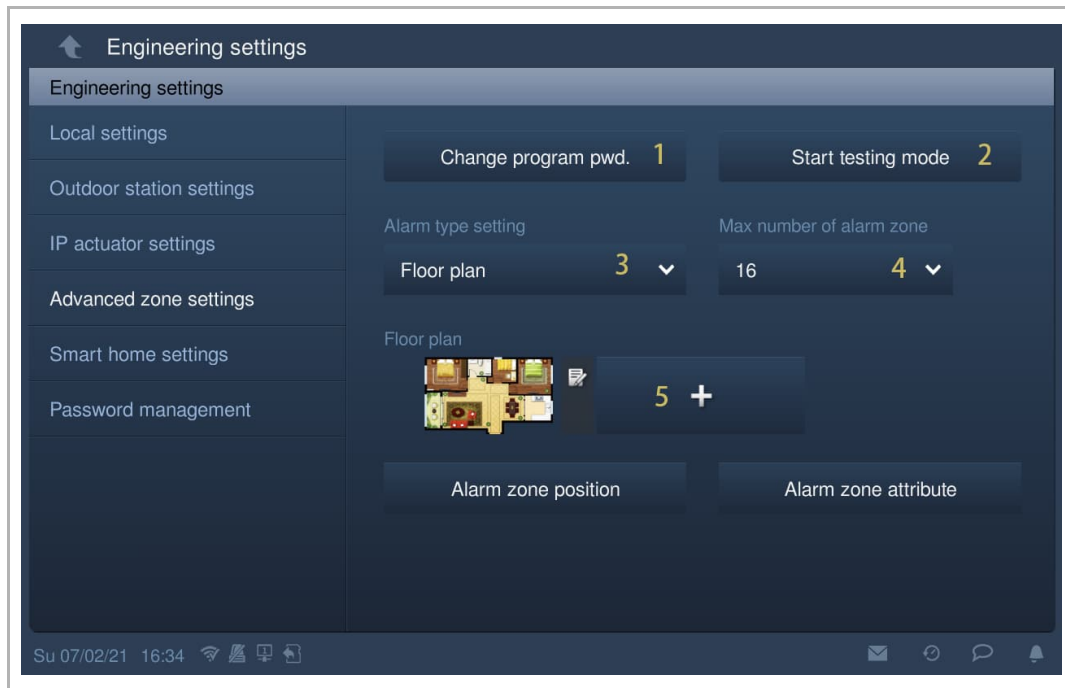 Engineering settings
Engineering settings
Local settings
Outdoor station settings
IP actuator settings
Advanced zone settings
Smart home settings
Password management
Change program pwd. 1
Start testing mode 2
Alarm type setting
Max number of alarm zone
Floor plan 3
16 4
Floor plan
5 +
Alarm zone position
Alarm zone attribute
Su 07/02/21 16:34